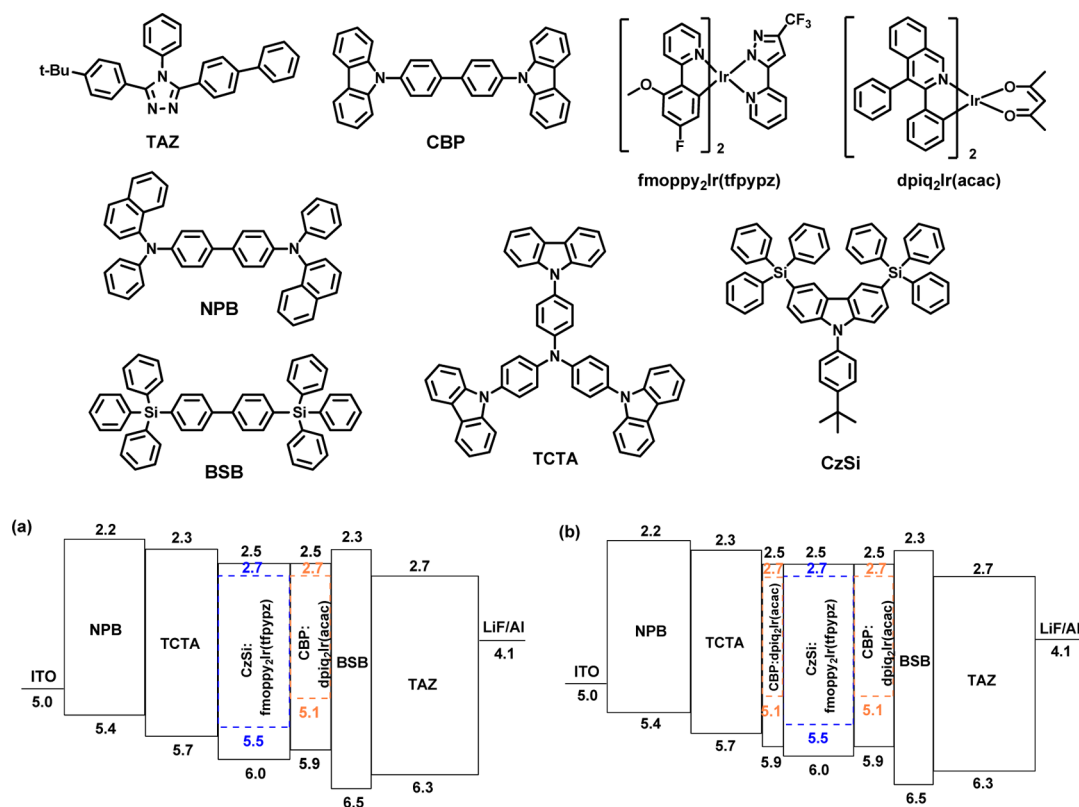 t-Bu
N
N
N
TAZ
N
N
CBP
CF3
N
N
N
N
Ir
O
F
2
fmoppy2Ir(tfpypz)
N
Ir
O
O
2
dpiq2Ir(acac)
N
N
NPB
Si
Si
BSB
N
N
N
N
TCTA
Si
Si
N
CzSi
(a)
2.2
2.3
2.5
2.5
2.3
2.7
2.7
2.7
NPB
TCTA
CzSi:
fmoppy2Ir(tfpypz)
CBP:
dpiq2Ir(acac)
BSB
TAZ
LiF/Al
4.1
ITO
5.0
5.4
5.7
5.5
6.0
5.1
5.9
6.5
6.3
(b)
2.2
2.3
2.5
2.5
2.5
2.3
2.7
2.7
2.7
2.7
NPB
TCTA
CBP:dpiq2Ir(acac)
CzSi:
fmoppy2Ir(tfpypz)
CBP:
dpiq2Ir(acac)
BSB
TAZ
LiF/Al
4.1
ITO
5.0
5.4
5.7
5.1
5.9
5.5
6.0
5.1
5.9
6.5
6.3